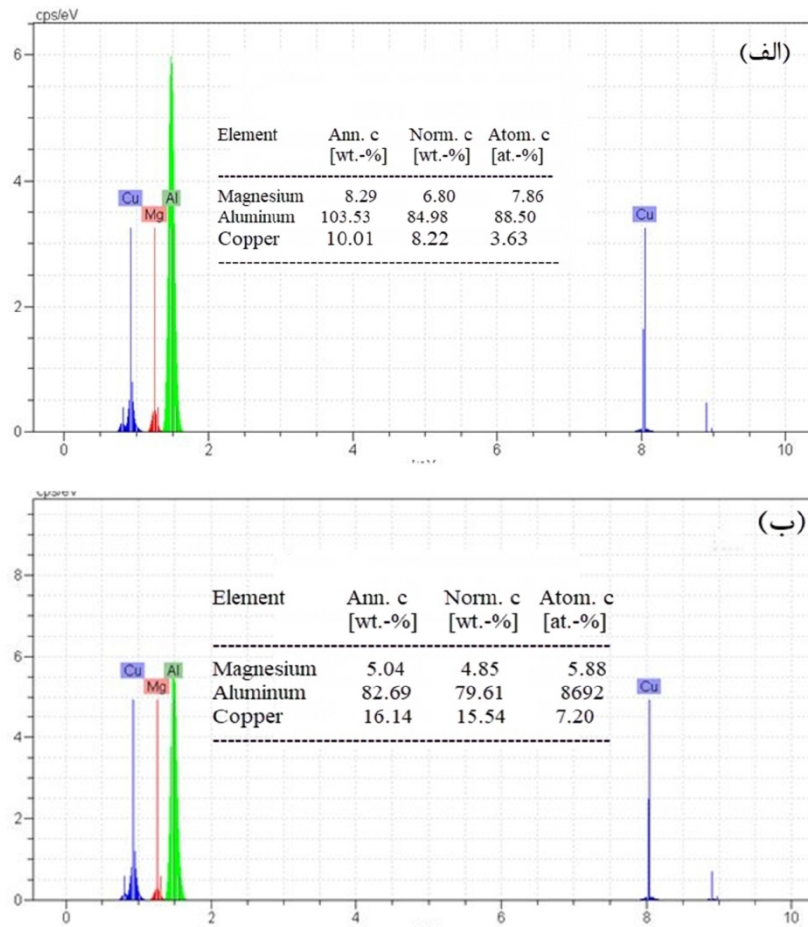 cps/eV
(الف)
6
4
2
0
Element Ann. c Norm. c Atom. c
[wt.-%] [wt.-%] [at.-%]
Magnesium 8.29 6.80 7.86
Aluminum 103.53 84.98 88.50
Copper 10.01 8.22 3.63
Cu Mg Al Cu
0 2 4 6 8 10
cps/eV
(ب)
8
6
4
2
0
Element Ann. c Norm. c Atom. c
[wt.-%] [wt.-%] [at.-%]
Magnesium 5.04 4.85 5.88
Aluminum 82.69 79.61 8692
Copper 16.14 15.54 7.20
Cu Mg Al Cu
0 2 4 6 8 10